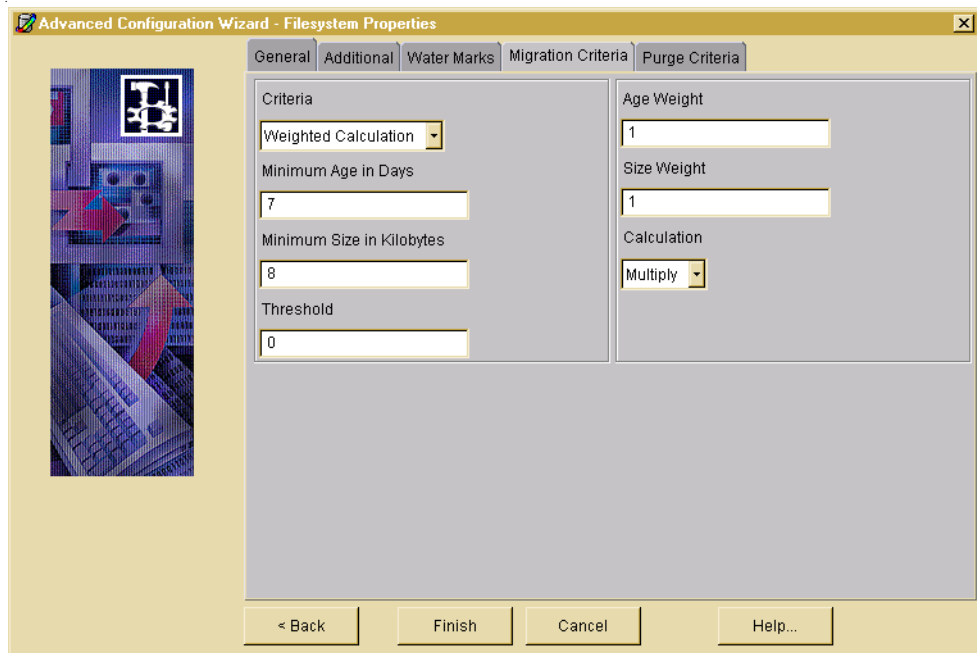 Advanced Configuration Wizard - Filesystem Properties
General Additional Water Marks Migration Criteria Purge Criteria
Criteria
Weighted Calculation
Minimum Age in Days
7
Minimum Size in Kilobytes
8
Threshold
0
Age Weight
1
Size Weight
1
Calculation
Multiply
< Back Finish Cancel Help...